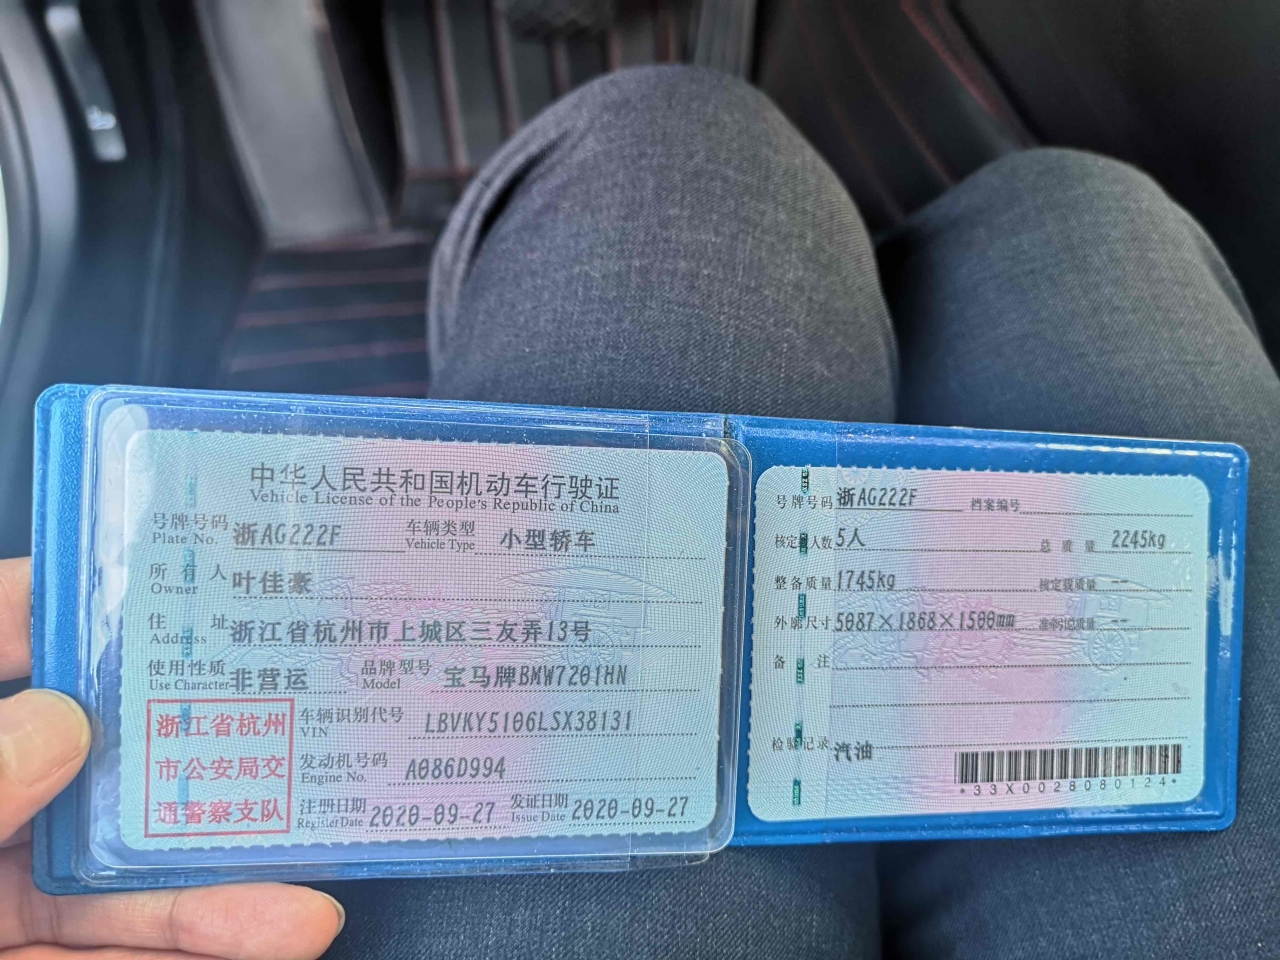 中华人民共和国机动车行驶证
Vehicle License of the People's Republic of China
号牌号码 浙AG222F 车辆类型 小型轿车
Plate No. Vehicle Type
所有人 叶佳豪
Owner
住址 浙江省杭州市上城区三友弄13号
Address
使用性质 非营运 品牌型号 宝马牌BMW7201HN
Use Character Model
浙江省杭州
市公安局交
通警察支队
车辆识别代号 LBVKY5106LSX38131
VIN
发动机号码 A086D994
Engine No.
注册日期 2020-09-27 发证日期 2020-09-27
Register Date Issue Date
号牌号码 浙AG222F 档案编号
核定人数 5人 总质量 2245kg
整备质量 1745kg 核定载质量 --
外廓尺寸 5087×1868×1500mm 准牵引总质量 --
备注
检验记录 汽油
*33X0028080124*